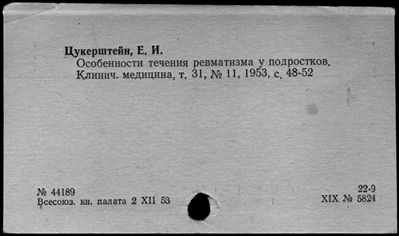 Цукерштейн, Е. И.
Особенности течения ревматизма у подростков.
Клинич. медицина, т. 31, № 11, 1953, с. 48-52
№ 44189
Всесоюз. кн. палата 2 XII 53
22-9
XIX № 5824